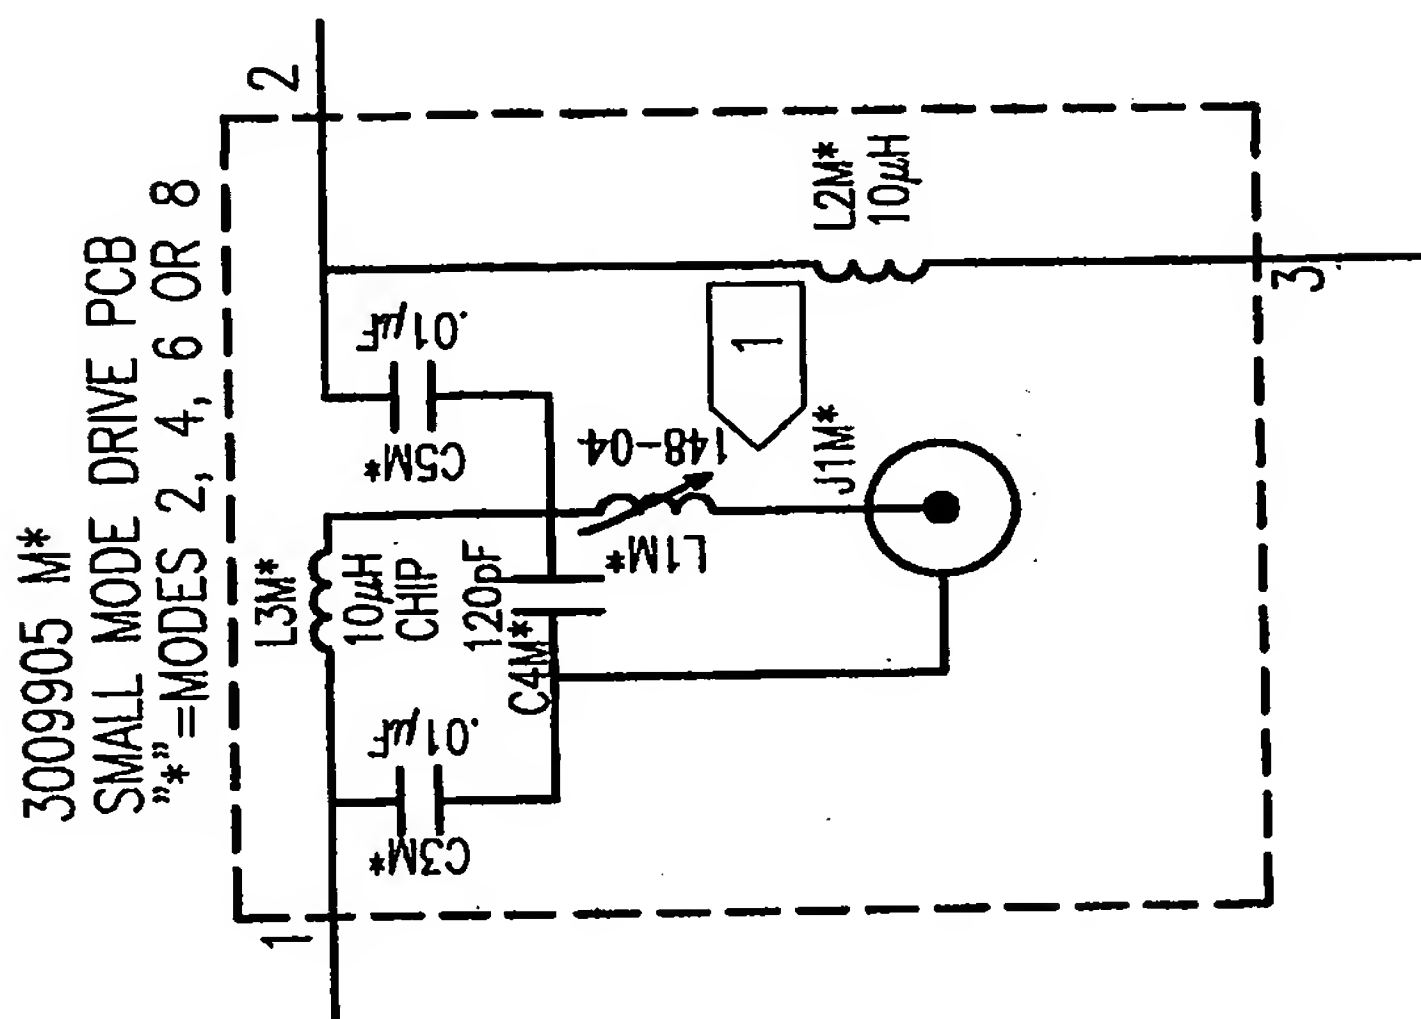 3009905 M*
SMALL MODE DRIVE PCB
"*"=MODES 2, 4, 6 OR 8
2
1
3
L3M*
10µH
CHIP
.01µF
C5M*
.01µF
C3M*
120pF
C4M*
148-04
L1M*
1
J1M*
L2M*
10µH